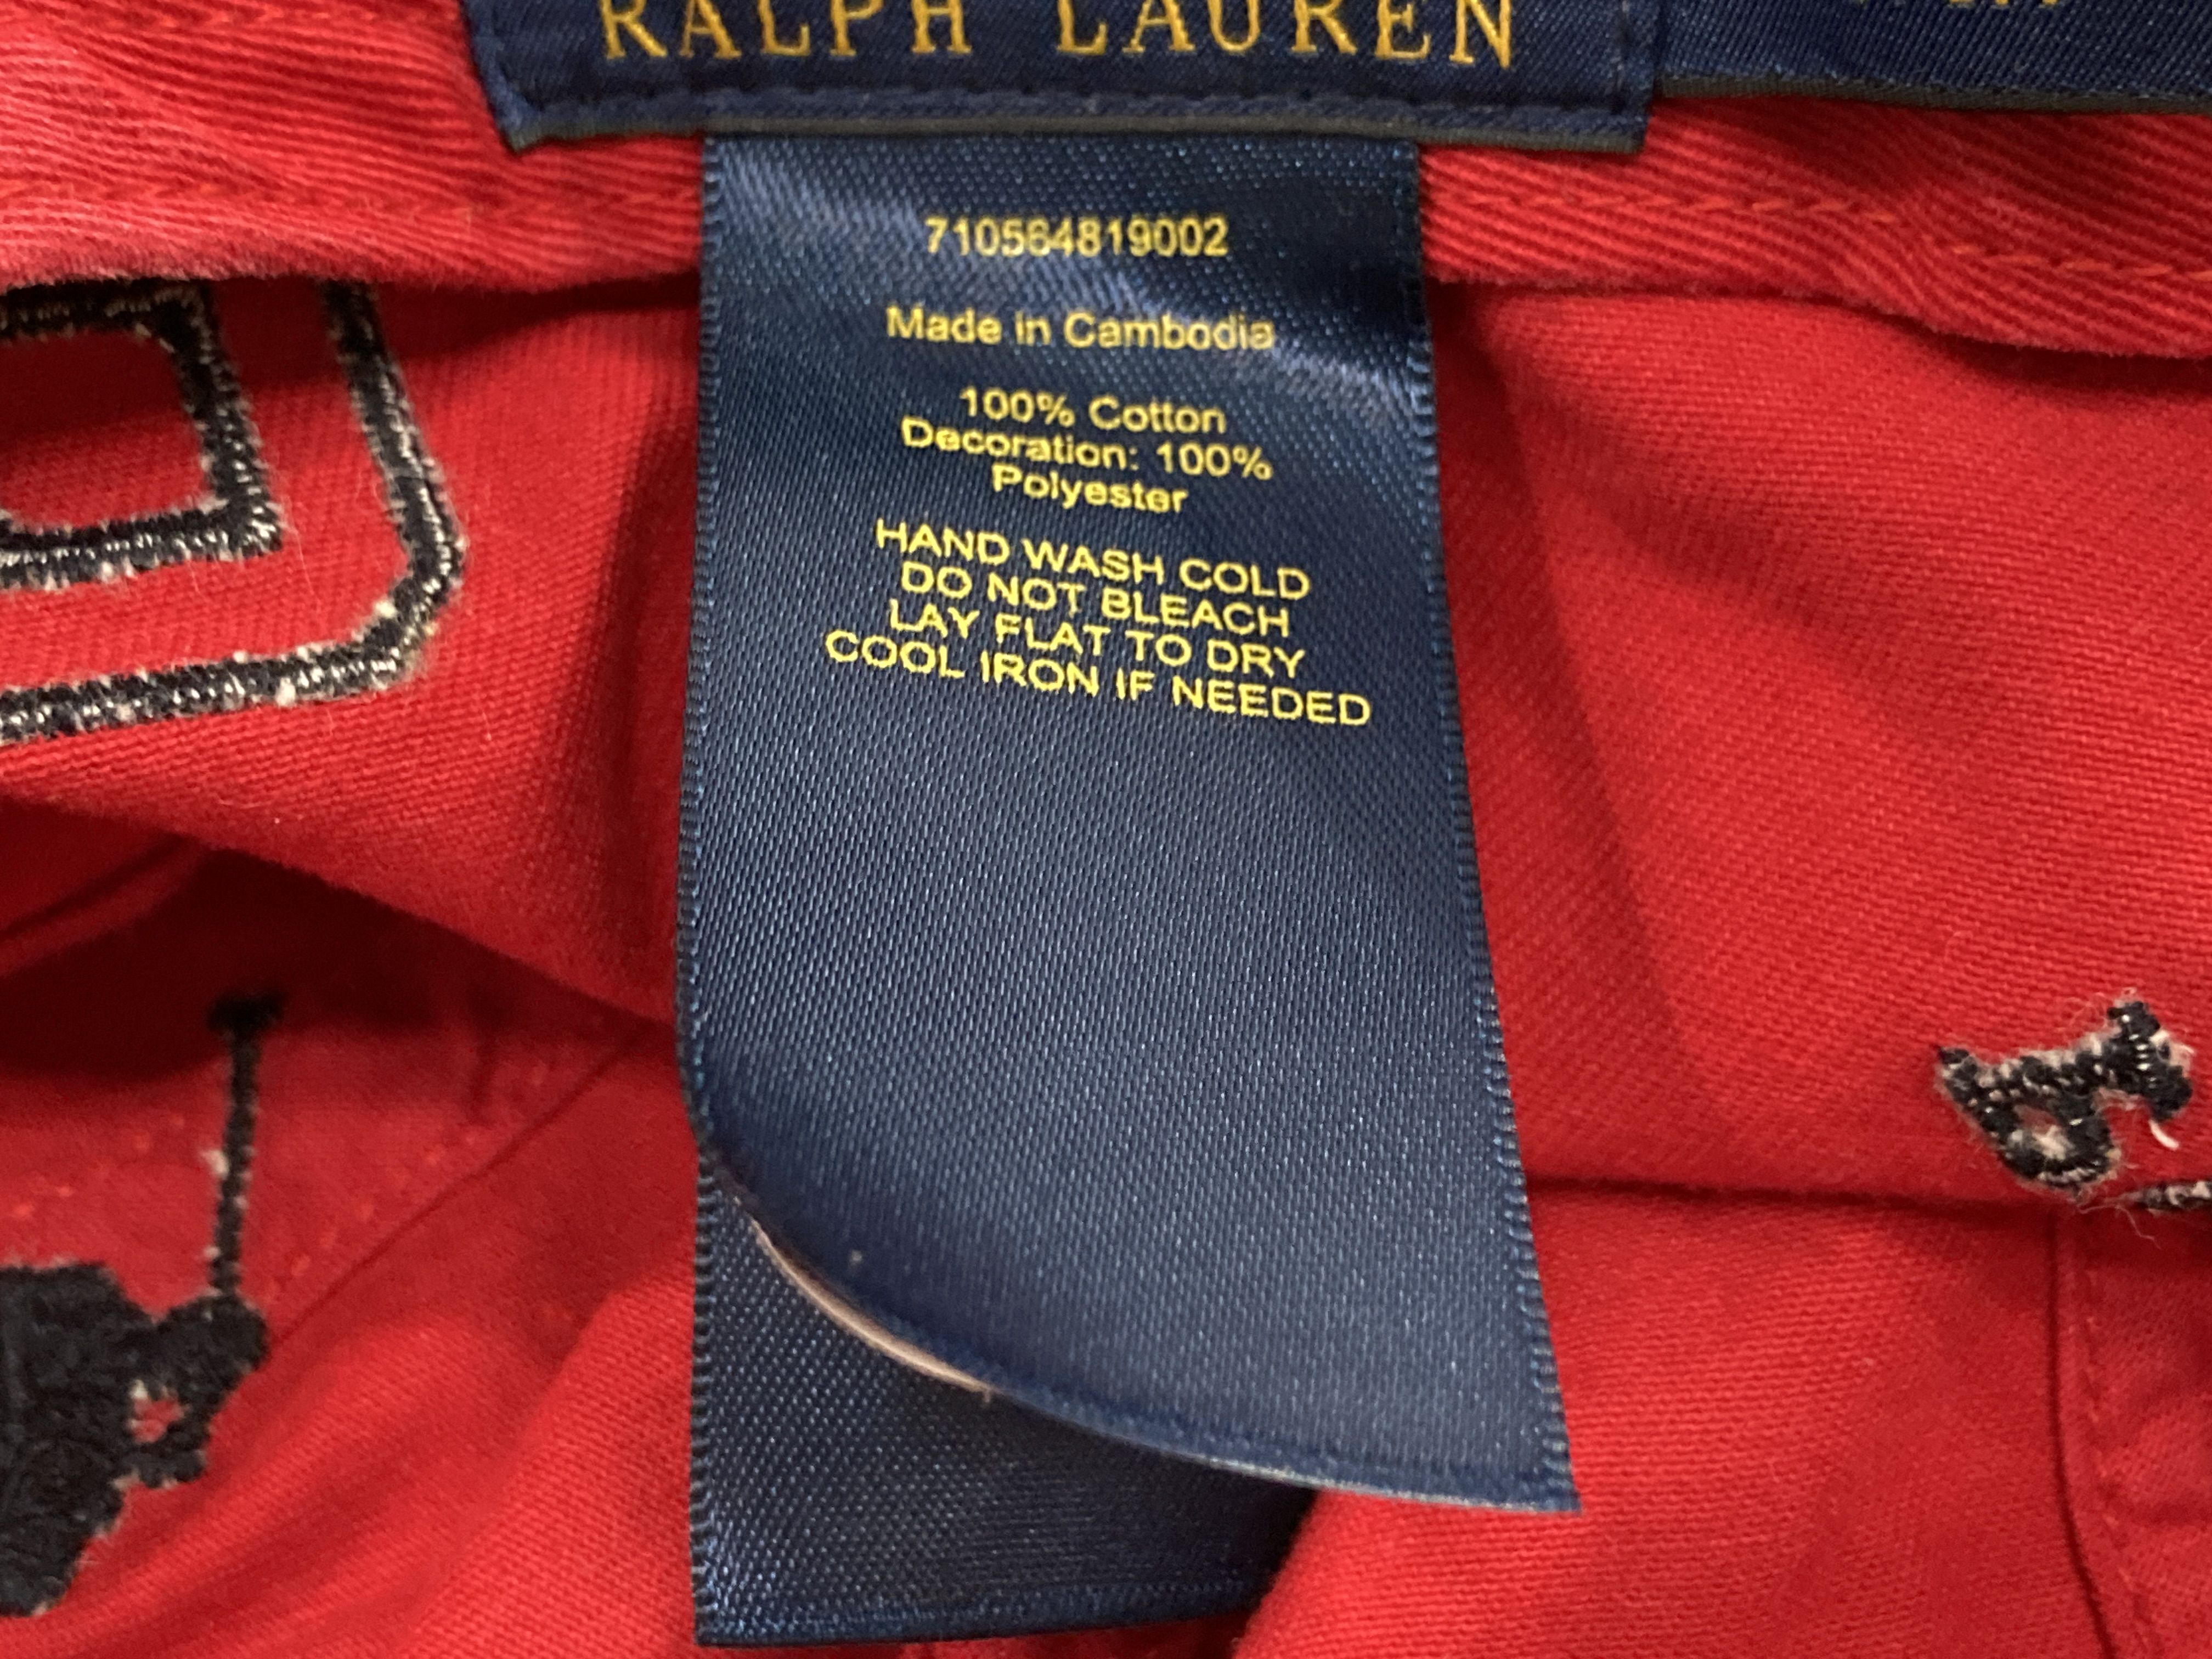 RALPH LAUREN
710564819002
Made in Cambodia
100% Cotton
Decoration: 100%
Polyester
HAND WASH COLD
DO NOT BLEACH
LAY FLAT TO DRY
COOL IRON IF NEEDED